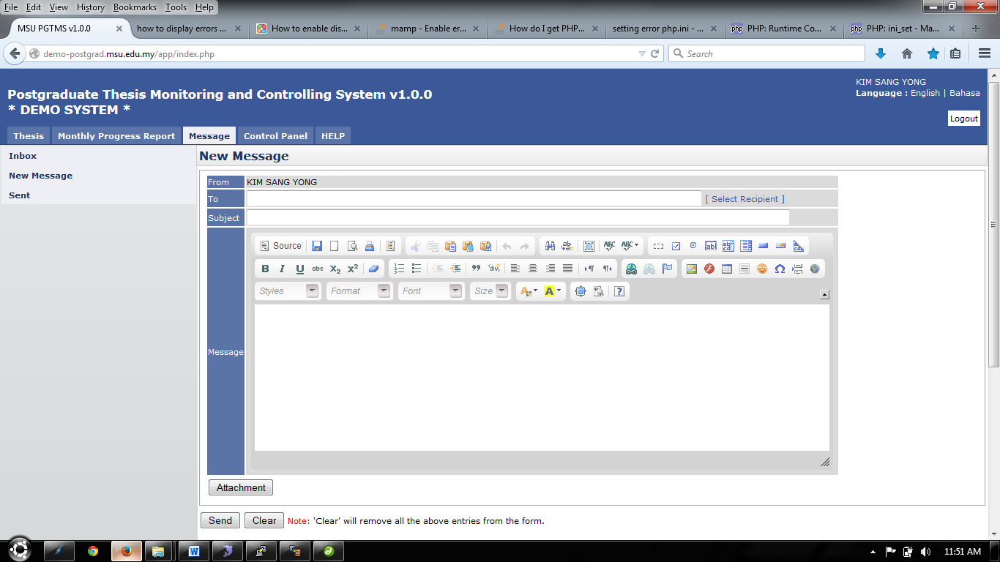 File Edit View History Bookmarks Tools Help
MSU PGTMS v1.0.0
how to display errors ...
How to enable dis...
mamp - Enable er...
How do I get PHP...
setting error php.ini - ...
PHP: Runtime Co...
PHP: ini_set - Ma...
demo-postgrad.msu.edu.my/app/index.php
Search
KIM SANG YONG
Language : English | Bahasa
Postgraduate Thesis Monitoring and Controlling System v1.0.0
* DEMO SYSTEM *
Logout
Thesis Monthly Progress Report Message Control Panel HELP
Inbox
New Message
Sent
New Message
From KIM SANG YONG
To [ Select Recipient ]
Subject
Source
B I U abc X2 X2
Styles Format Font Size A A
Message
Attachment
Send Clear Note: 'Clear' will remove all the above entries from the form.
11:51 AM